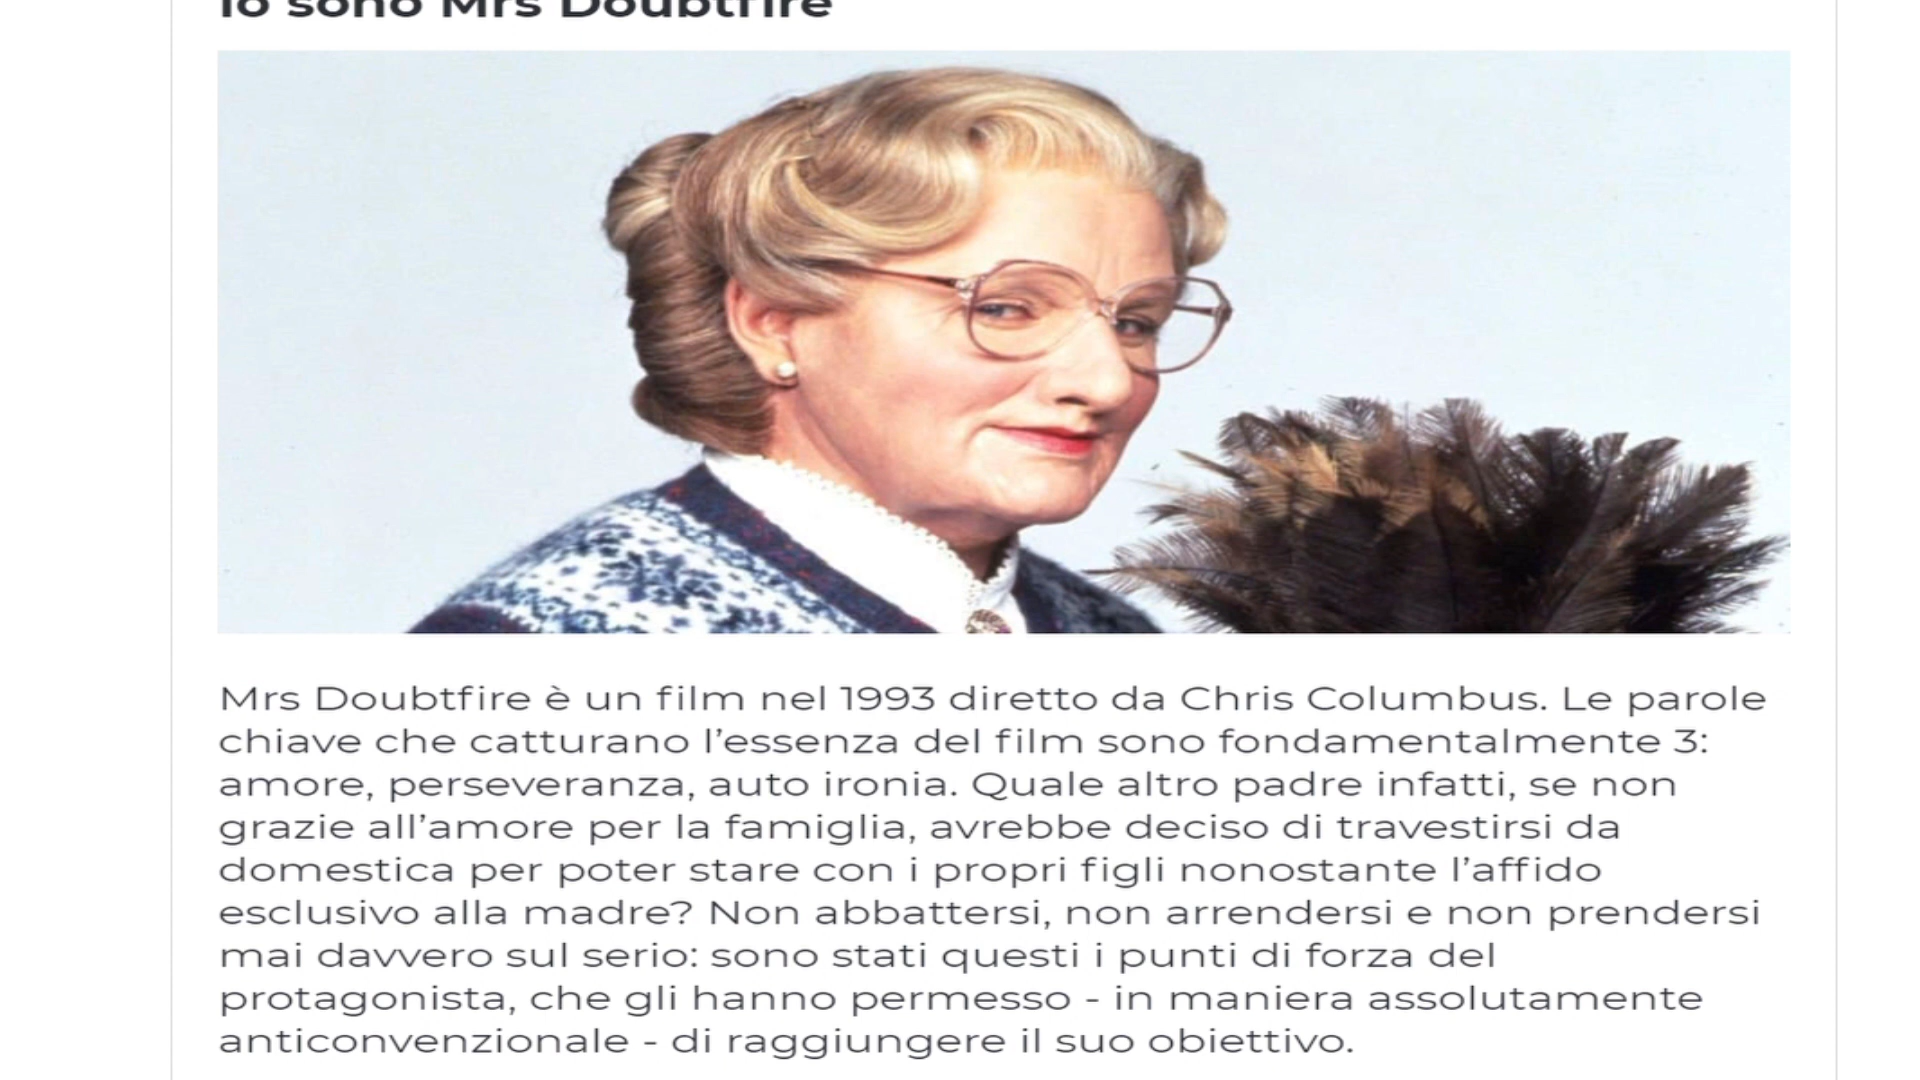 Io sono Mrs Doubtfire
Mrs Doubtfire è un film nel 1993 diretto da Chris Columbus. Le parole
chiave che catturano l’essenza del film sono fondamentalmente 3:
amore, perseveranza, auto ironia. Quale altro padre infatti, se non
grazie all’amore per la famiglia, avrebbe deciso di travestirsi da
domestica per poter stare con i propri figli nonostante l’affido
esclusivo alla madre? Non abbattersi, non arrendersi e non prendersi
mai davvero sul serio: sono stati questi i punti di forza del
protagonista, che gli hanno permesso - in maniera assolutamente
anticonvenzionale - di raggiungere il suo obiettivo.